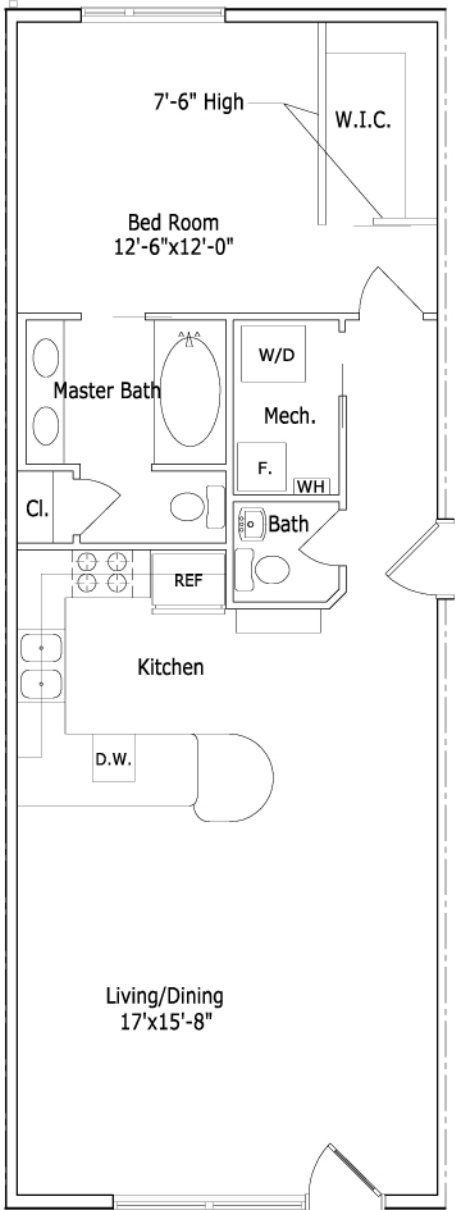 7'-6" High
W.I.C.
Bed Room
12'-6"x12'-0"
W/D
Master Bath
Mech.
F.
WH
Cl.
Bath
REF
Kitchen
D.W.
Living/Dining
17'x15'-8"